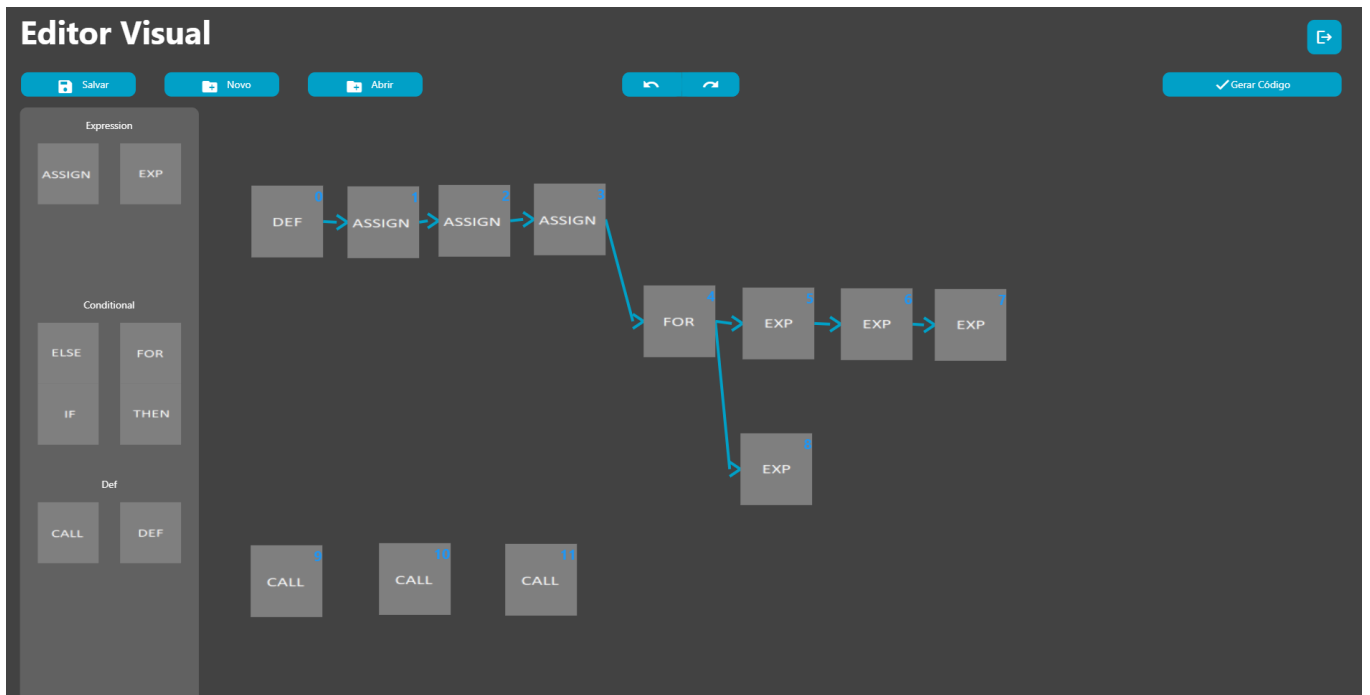 Editor Visual
Salvar
Novo
Abrir
Gerar Código
Expression
ASSIGN
EXP
Conditional
ELSE
FOR
IF
THEN
Def
CALL
DEF
0
DEF
1
ASSIGN
2
ASSIGN
3
ASSIGN
4
FOR
5
EXP
6
EXP
7
EXP
8
EXP
9
CALL
10
CALL
11
CALL